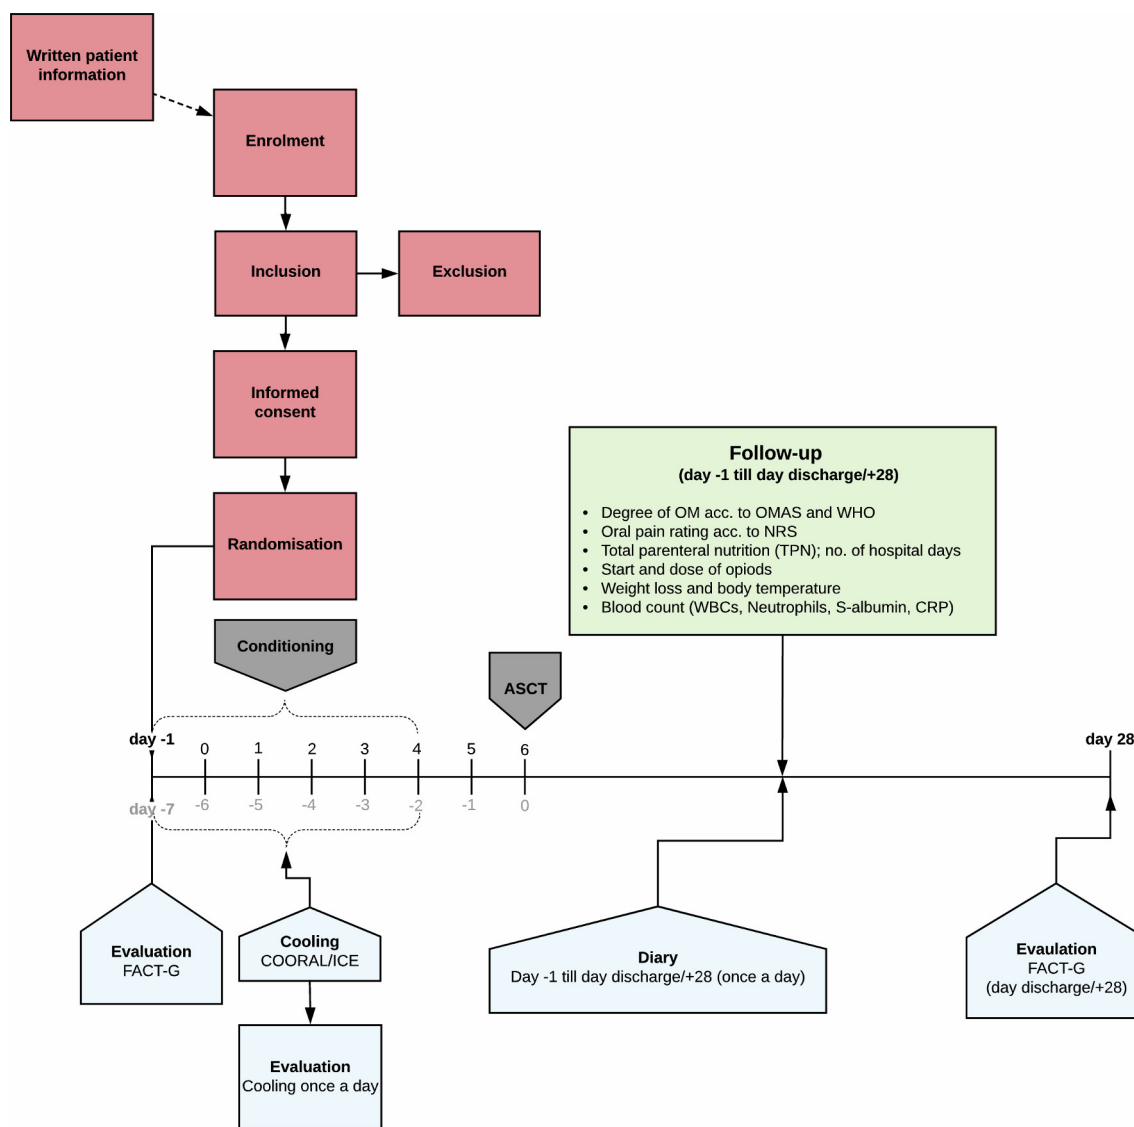 Written patient
information
Enrolment
Inclusion
Exclusion
Informed
consent
Randomisation
Follow-up
(day -1 till day discharge/+28)
• Degree of OM acc. to OMAS and WHO
• Oral pain rating acc. to NRS
• Total parenteral nutrition (TPN); no. of hospital days
• Start and dose of opiods
• Weight loss and body temperature
• Blood count (WBCs, Neutrophils, S-albumin, CRP)
Conditioning
ASCT
day -1 0 1 2 3 4 5 6 day 28
day -7 -6 -5 -4 -3 -2 -1 0
Evaluation
FACT-G
Cooling
COORAL/ICE
Evaluation
Cooling once a day
Diary
Day -1 till day discharge/+28 (once a day)
Evaulation
FACT-G
(day discharge/+28)